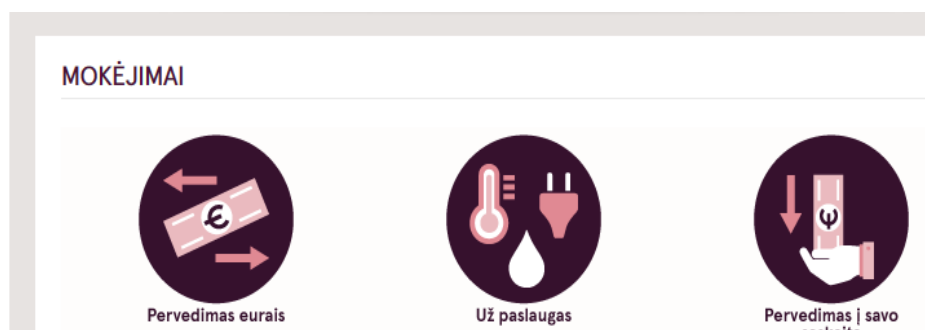 MOKĖJIMAI
€
Pervedimas eurais
Už paslaugas
Pervedimas į savo